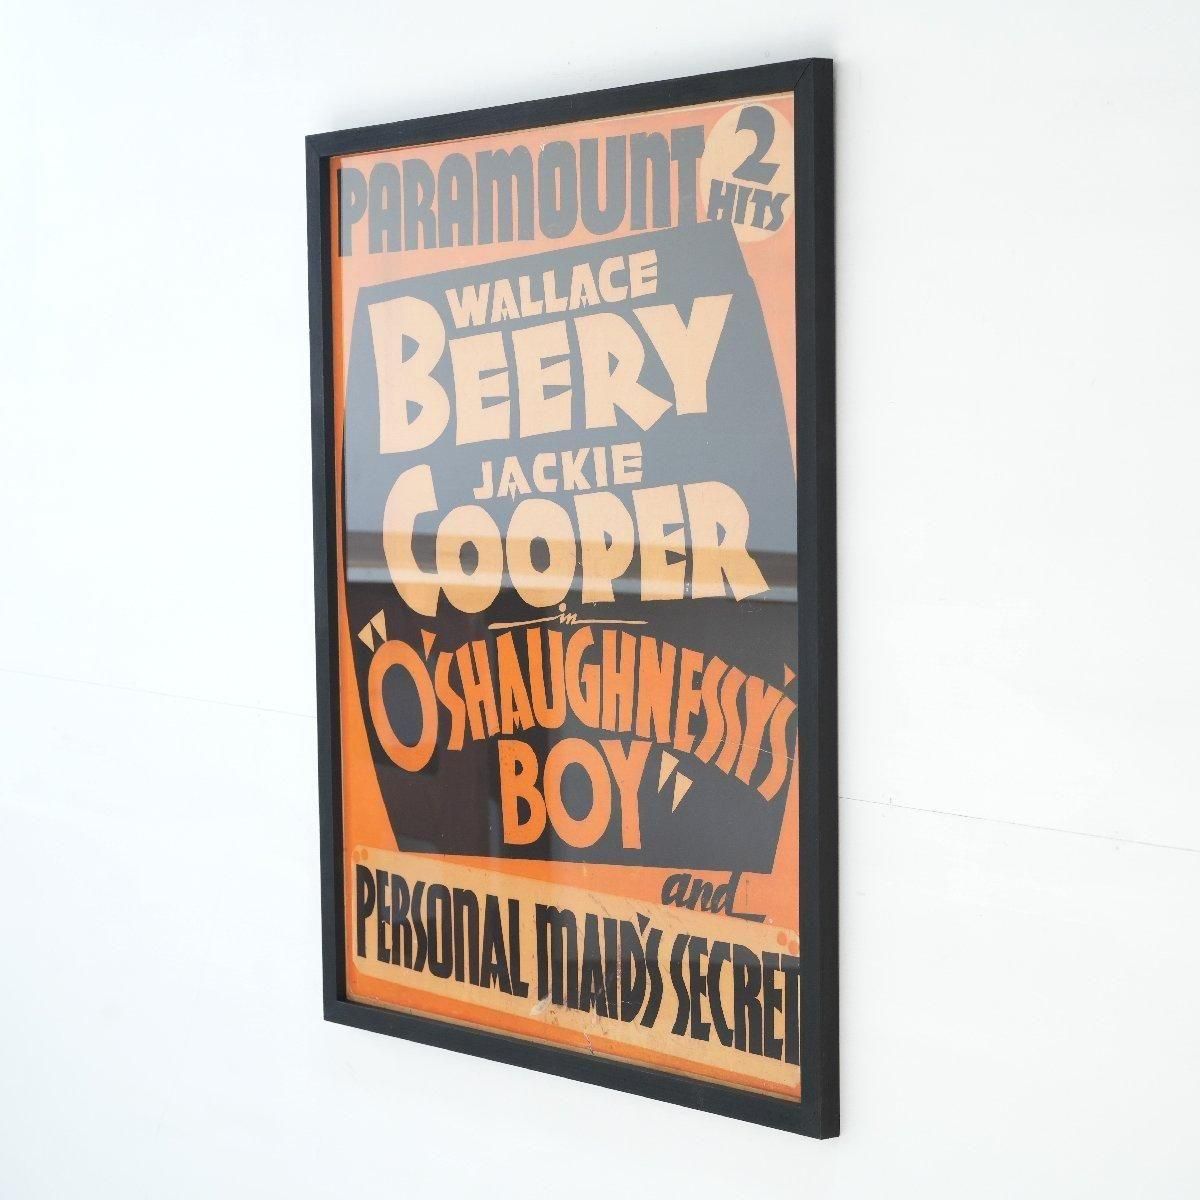 PARAMOUNT
2
HITS
WALLACE
BEERY
JACKIE
COOPER
in
"O'SHAUGHNESSY'S
BOY"
and
PERSONAL MAID'S SECRET